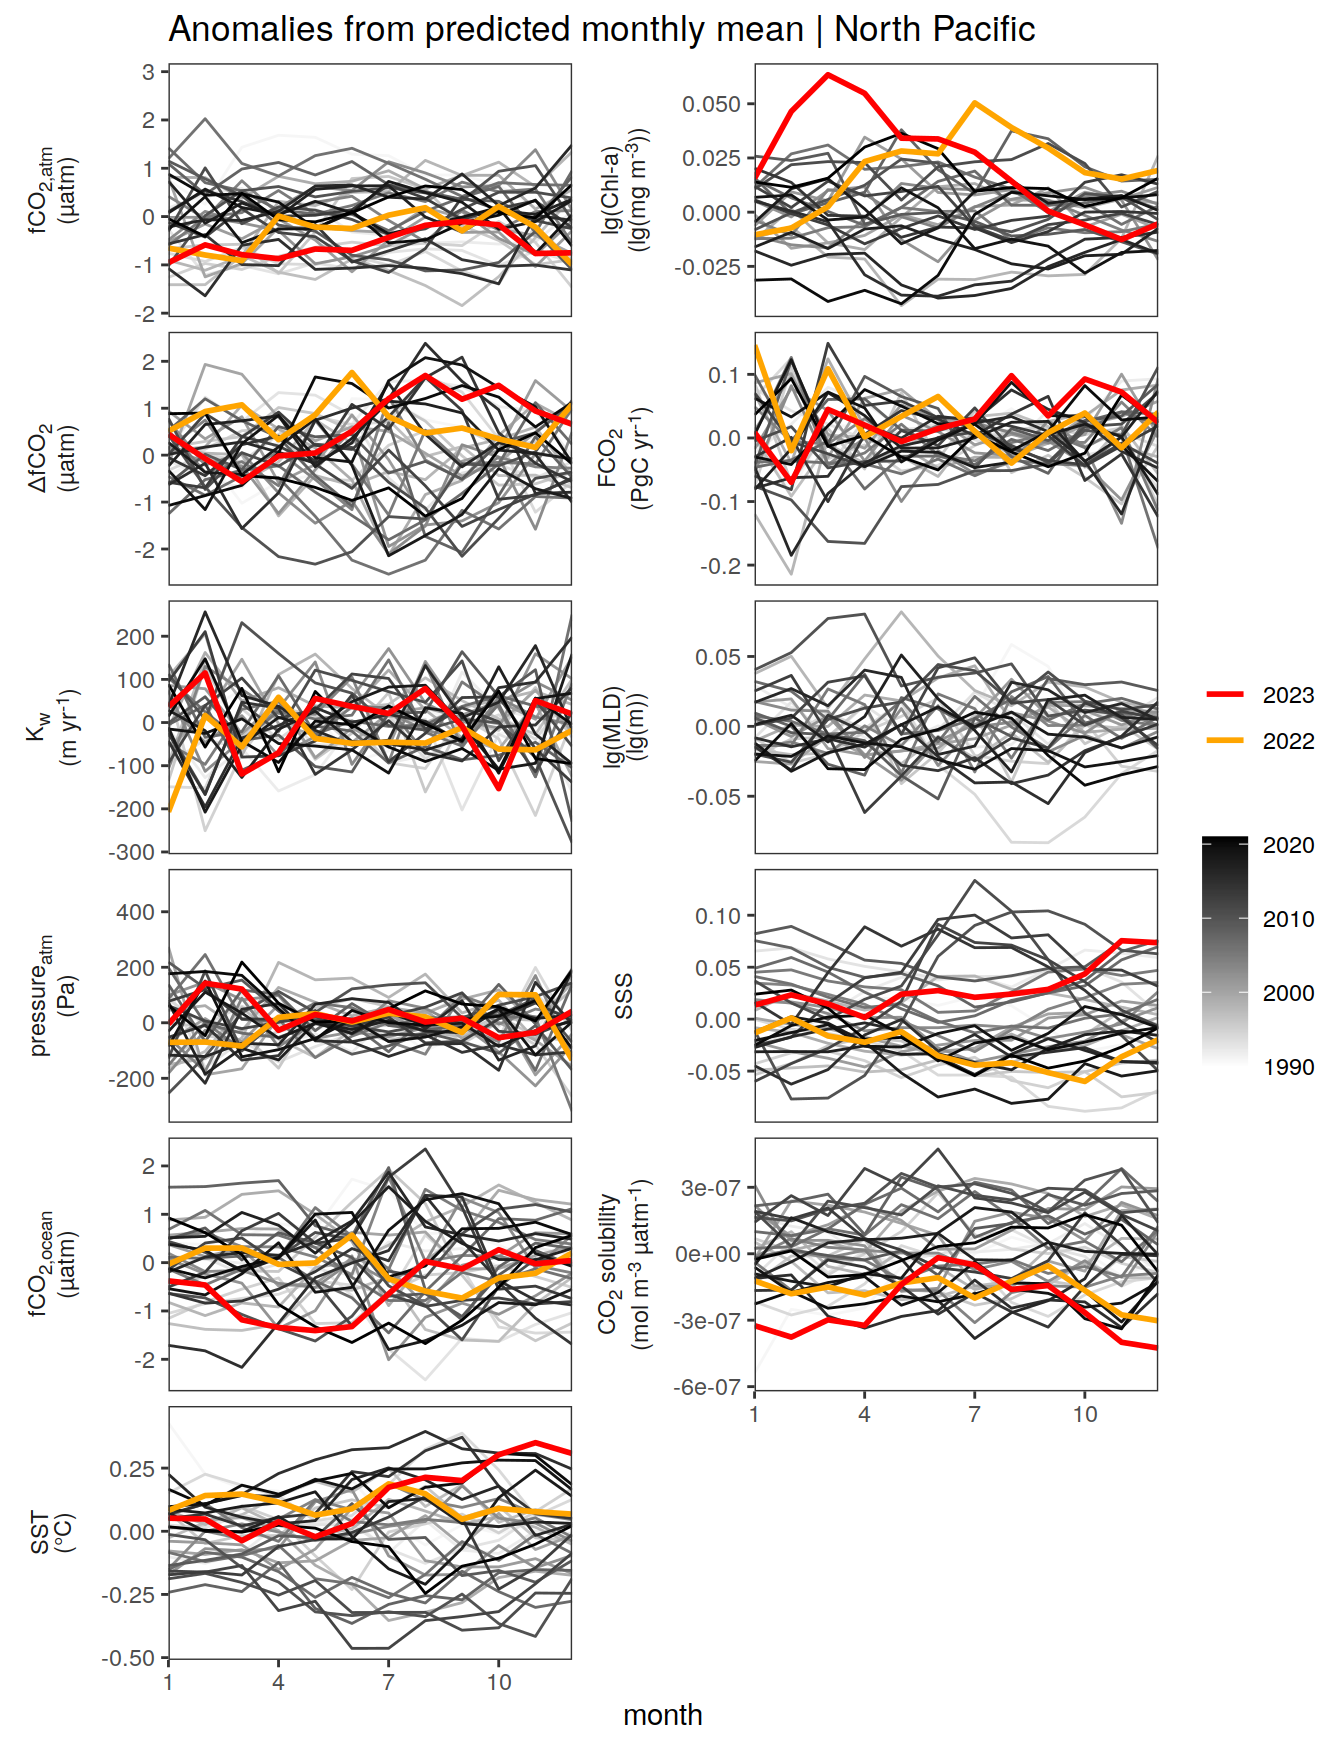 Anomalies from predicted monthly mean | North Pacific
fCO2,atm
(µatm)
3
2
1
0
-1
-2
lg(Chl-a)
(lg(mg m-3))
0.050
0.025
0.000
-0.025
ΔfCO2
(µatm)
2
1
0
-1
-2
FCO2
(PgC yr-1)
0.1
0.0
-0.1
-0.2
Kw
(m yr-1)
200
100
0
-100
-200
-300
lg(MLD)
(lg(m))
0.05
0.00
-0.05
pressureatm
(Pa)
400
200
0
-200
SSS
0.10
0.05
0.00
-0.05
fCO2,ocean
(µatm)
2
1
0
-1
-2
CO2 solubility
(mol m-3 µatm-1)
3e-07
0e+00
-3e-07
-6e-07
1
4
7
10
SST
(°C)
0.25
0.00
-0.25
-0.50
1
4
7
10
month
2023
2022
2020
2010
2000
1990